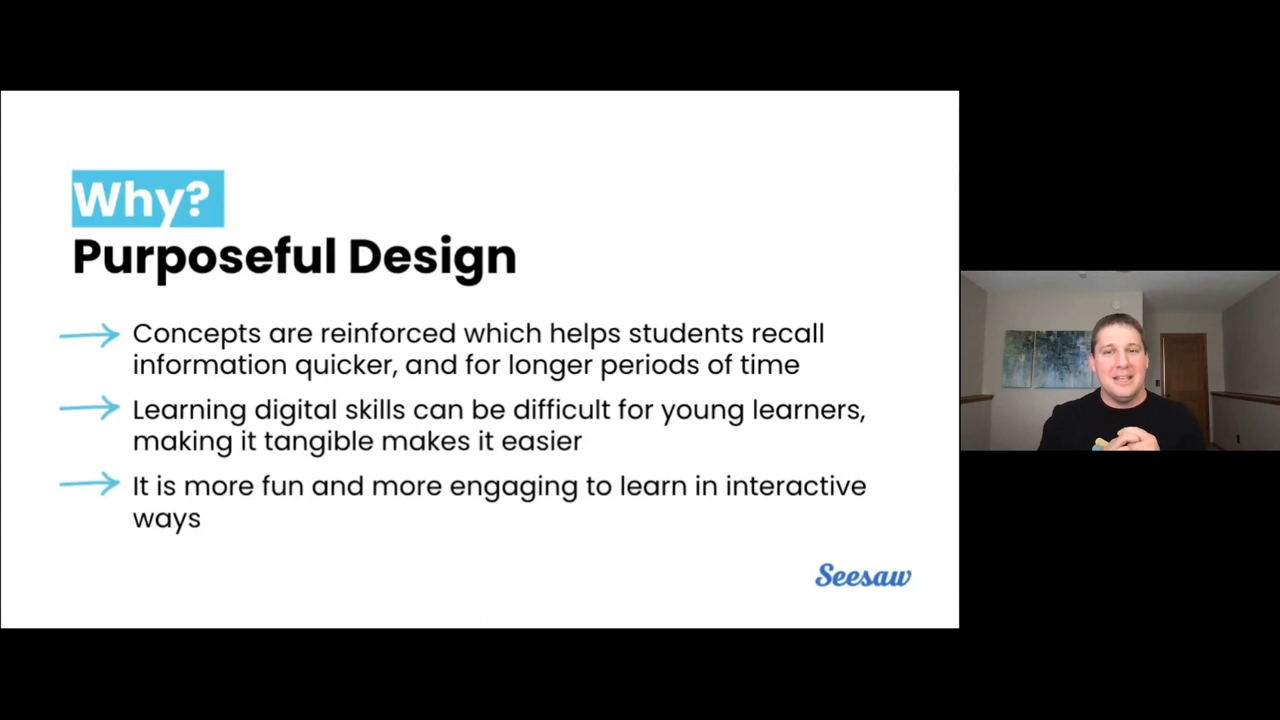 Why?
Purposeful Design
Concepts are reinforced which helps students recall
information quicker, and for longer periods of time
Learning digital skills can be difficult for young learners,
making it tangible makes it easier
It is more fun and more engaging to learn in interactive
ways
Seesaw